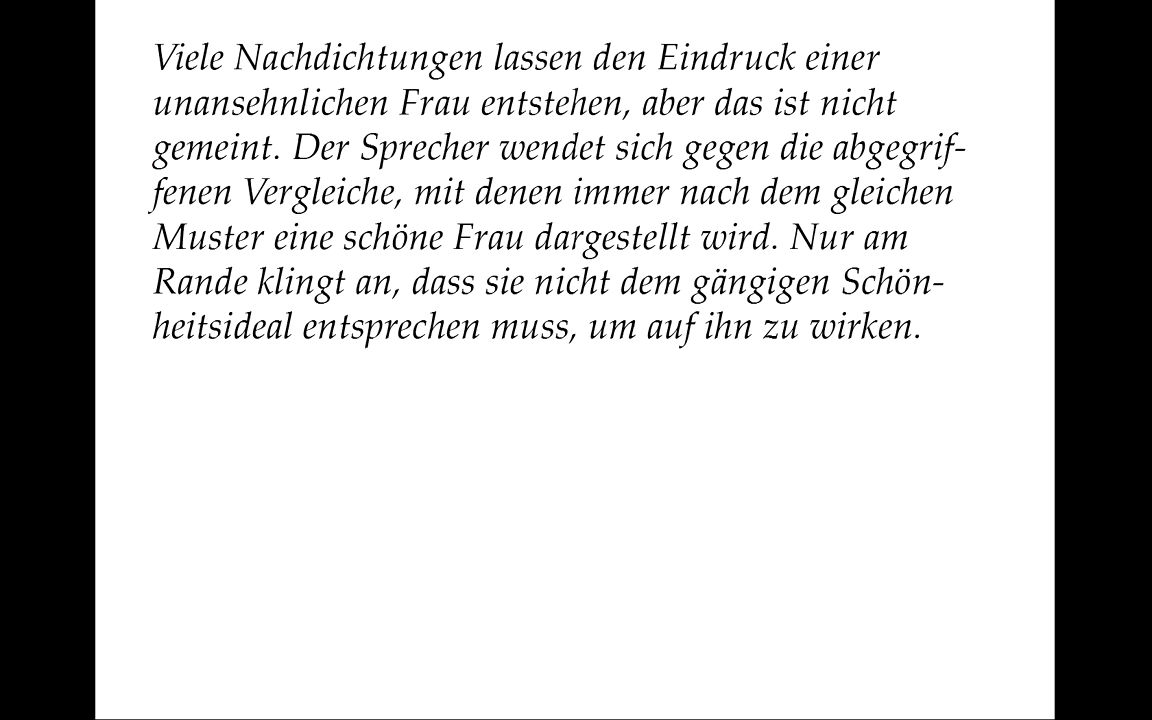 Viele Nachdichtungen lassen den Eindruck einer
unansehnlichen Frau entstehen, aber das ist nicht
gemeint. Der Sprecher wendet sich gegen die abgegrif-
fenen Vergleiche, mit denen immer nach dem gleichen
Muster eine schöne Frau dargestellt wird. Nur am
Rande klingt an, dass sie nicht dem gängigen Schön-
heitsideal entsprechen muss, um auf ihn zu wirken.